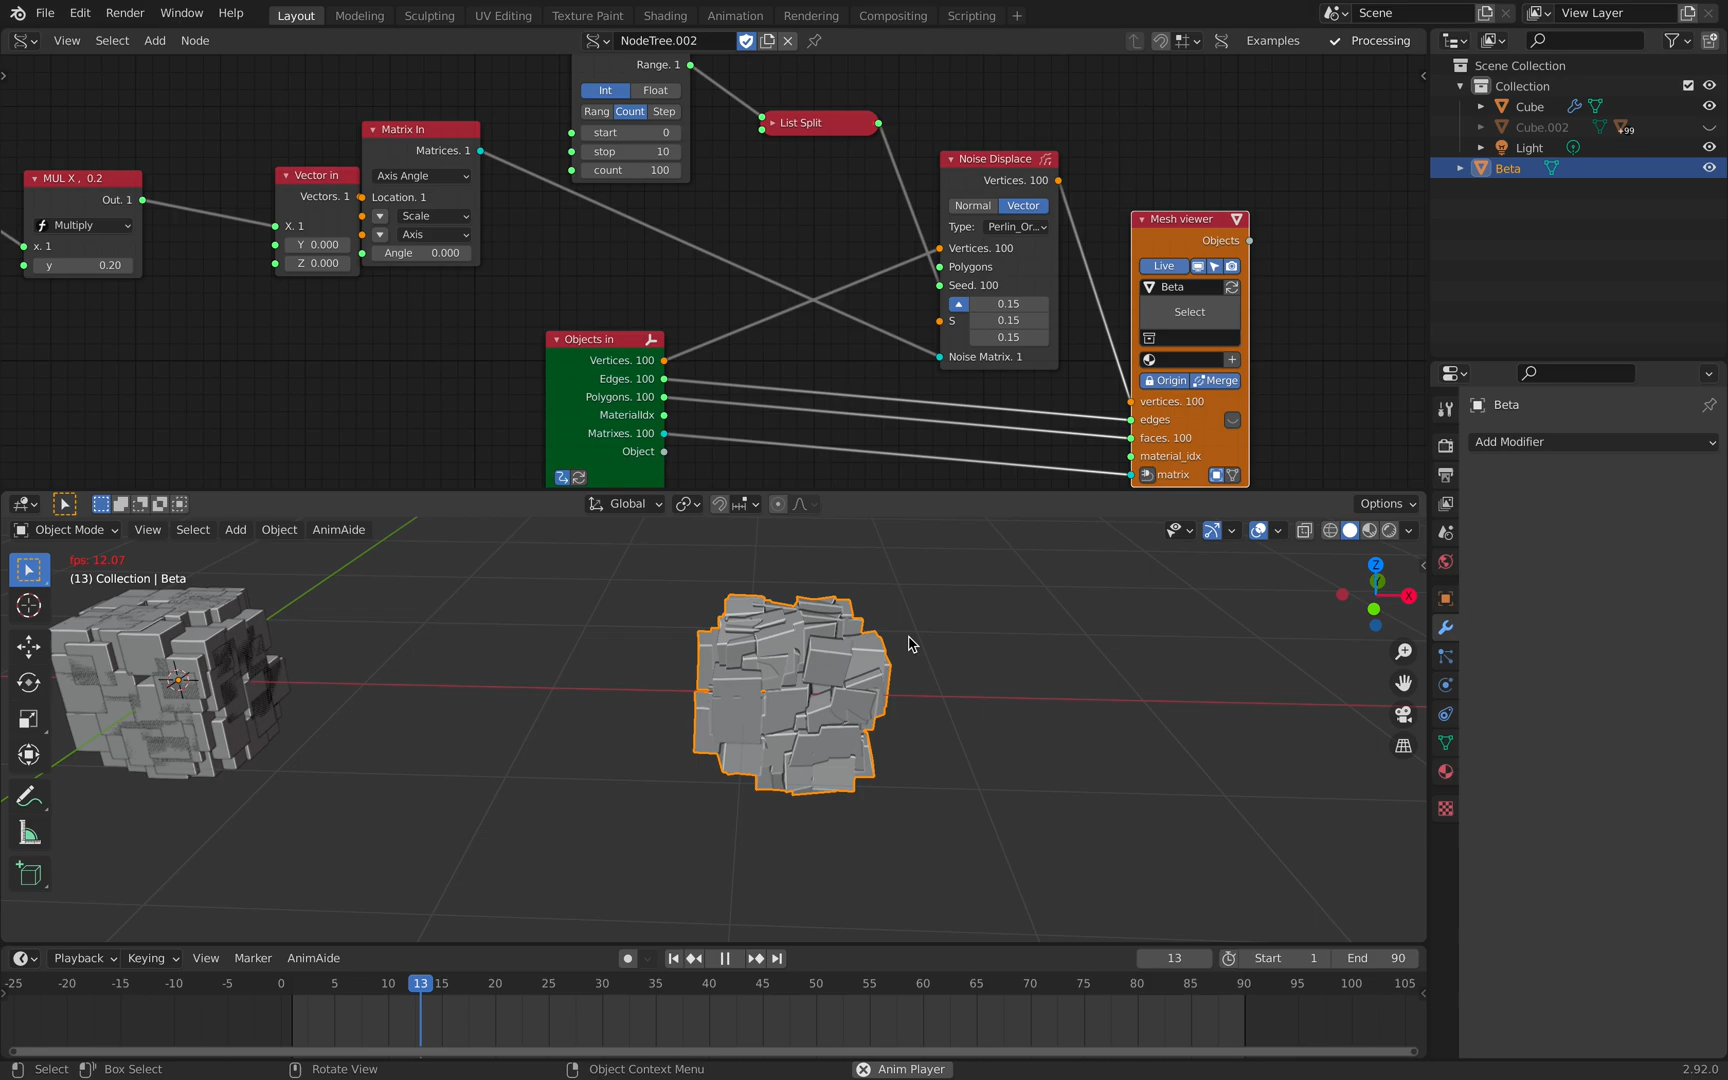 File Edit Render Window Help Layout Modeling Sculpting UV Editing Texture Paint Shading Animation Rendering Compositing Scripting + Scene View Layer
View Select Add Node NodeTree.002 Examples Processing
Scene Collection
Collection
Cube
Cube.002 +99
Light
Beta
Range. 1
Int Float
Rang Count Step
start 0
stop 10
count 100
List Split
Matrix In
Matrices. 1
Axis Angle
Location. 1
Scale
Axis
Angle 0.000
Vector in
Vectors. 1
X. 1
Y 0.000
Z 0.000
MUL X , 0.2
Out. 1
Multiply
x. 1
y 0.20
Noise Displace
Vertices. 100
Normal Vector
Type: Perlin_Or...
Vertices. 100
Polygons
Seed. 100
0.15
S 0.15
0.15
Noise Matrix. 1
Mesh viewer
Objects
Live
Beta
Select
Origin Merge
vertices. 100
edges
faces. 100
material_idx
matrix
Objects in
Vertices. 100
Edges. 100
Polygons. 100
MaterialIdx
Matrixes. 100
Object
Beta
Add Modifier
Global Options
Object Mode View Select Add Object AnimAide
fps: 12.07
(13) Collection | Beta
Z
Y
X
Playback Keying View Marker AnimAide 13 Start 1 End 90
-25 -20 -15 -10 -5 0 5 10 13 15 20 25 30 35 40 45 50 55 60 65 70 75 80 85 90 95 100 105
Select Box Select Rotate View Object Context Menu Anim Player 2.92.0